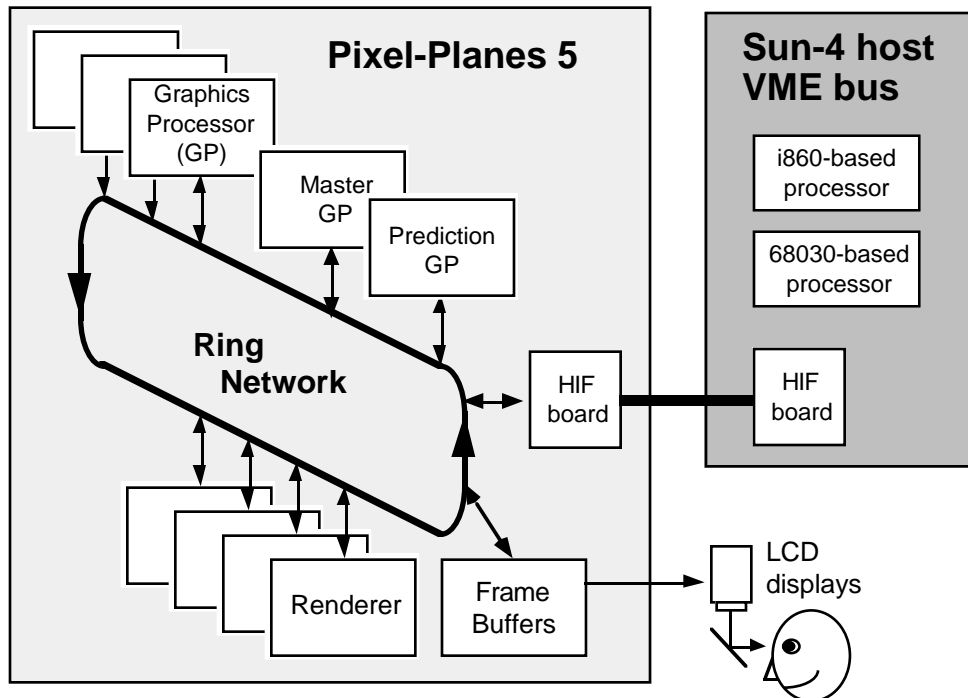 Pixel-Planes 5
Graphics
Processor
(GP)
Master
GP
Prediction
GP
Ring
Network
HIF
board
Renderer
Frame
Buffers
Sun-4 host
VME bus
i860-based
processor
68030-based
processor
HIF
board
LCD
displays